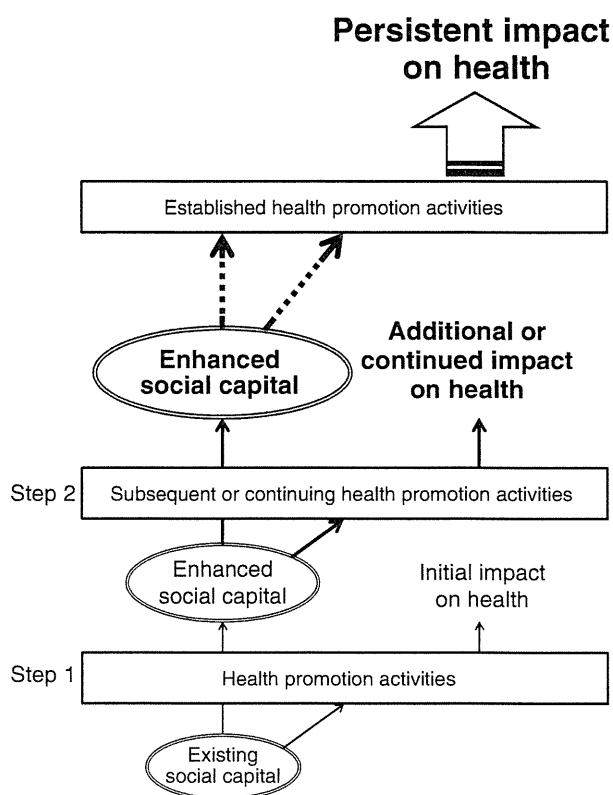 Persistent impact
on health
Established health promotion activities
Enhanced
social capital
Additional or
continued impact
on health
Step 2
Subsequent or continuing health promotion activities
Enhanced
social capital
Initial impact
on health
Step 1
Health promotion activities
Existing
social capital